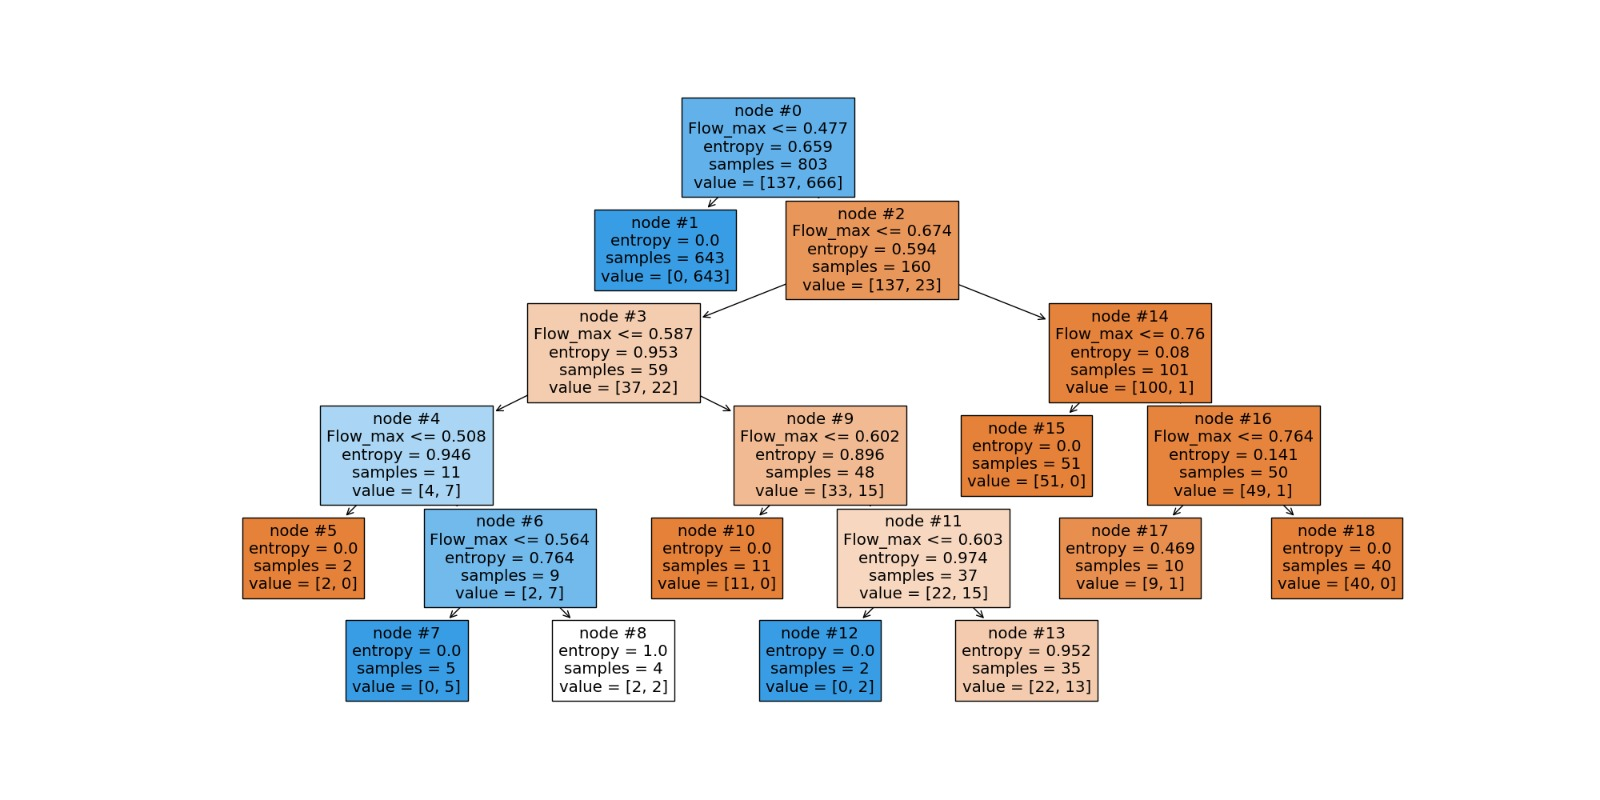 node #0
Flow_max <= 0.477
entropy = 0.659
samples = 803
value = [137, 666]
node #1
entropy = 0.0
samples = 643
value = [0, 643]
node #2
Flow_max <= 0.674
entropy = 0.594
samples = 160
value = [137, 23]
node #3
Flow_max <= 0.587
entropy = 0.953
samples = 59
value = [37, 22]
node #14
Flow_max <= 0.76
entropy = 0.08
samples = 101
value = [100, 1]
node #4
Flow_max <= 0.508
entropy = 0.946
samples = 11
value = [4, 7]
node #9
Flow_max <= 0.602
entropy = 0.896
samples = 48
value = [33, 15]
node #15
entropy = 0.0
samples = 51
value = [51, 0]
node #16
Flow_max <= 0.764
entropy = 0.141
samples = 50
value = [49, 1]
node #5
entropy = 0.0
samples = 2
value = [2, 0]
node #6
Flow_max <= 0.564
entropy = 0.764
samples = 9
value = [2, 7]
node #10
entropy = 0.0
samples = 11
value = [11, 0]
node #11
Flow_max <= 0.603
entropy = 0.974
samples = 37
value = [22, 15]
node #17
entropy = 0.469
samples = 10
value = [9, 1]
node #18
entropy = 0.0
samples = 40
value = [40, 0]
node #7
entropy = 0.0
samples = 5
value = [0, 5]
node #8
entropy = 1.0
samples = 4
value = [2, 2]
node #12
entropy = 0.0
samples = 2
value = [0, 2]
node #13
entropy = 0.952
samples = 35
value = [22, 13]